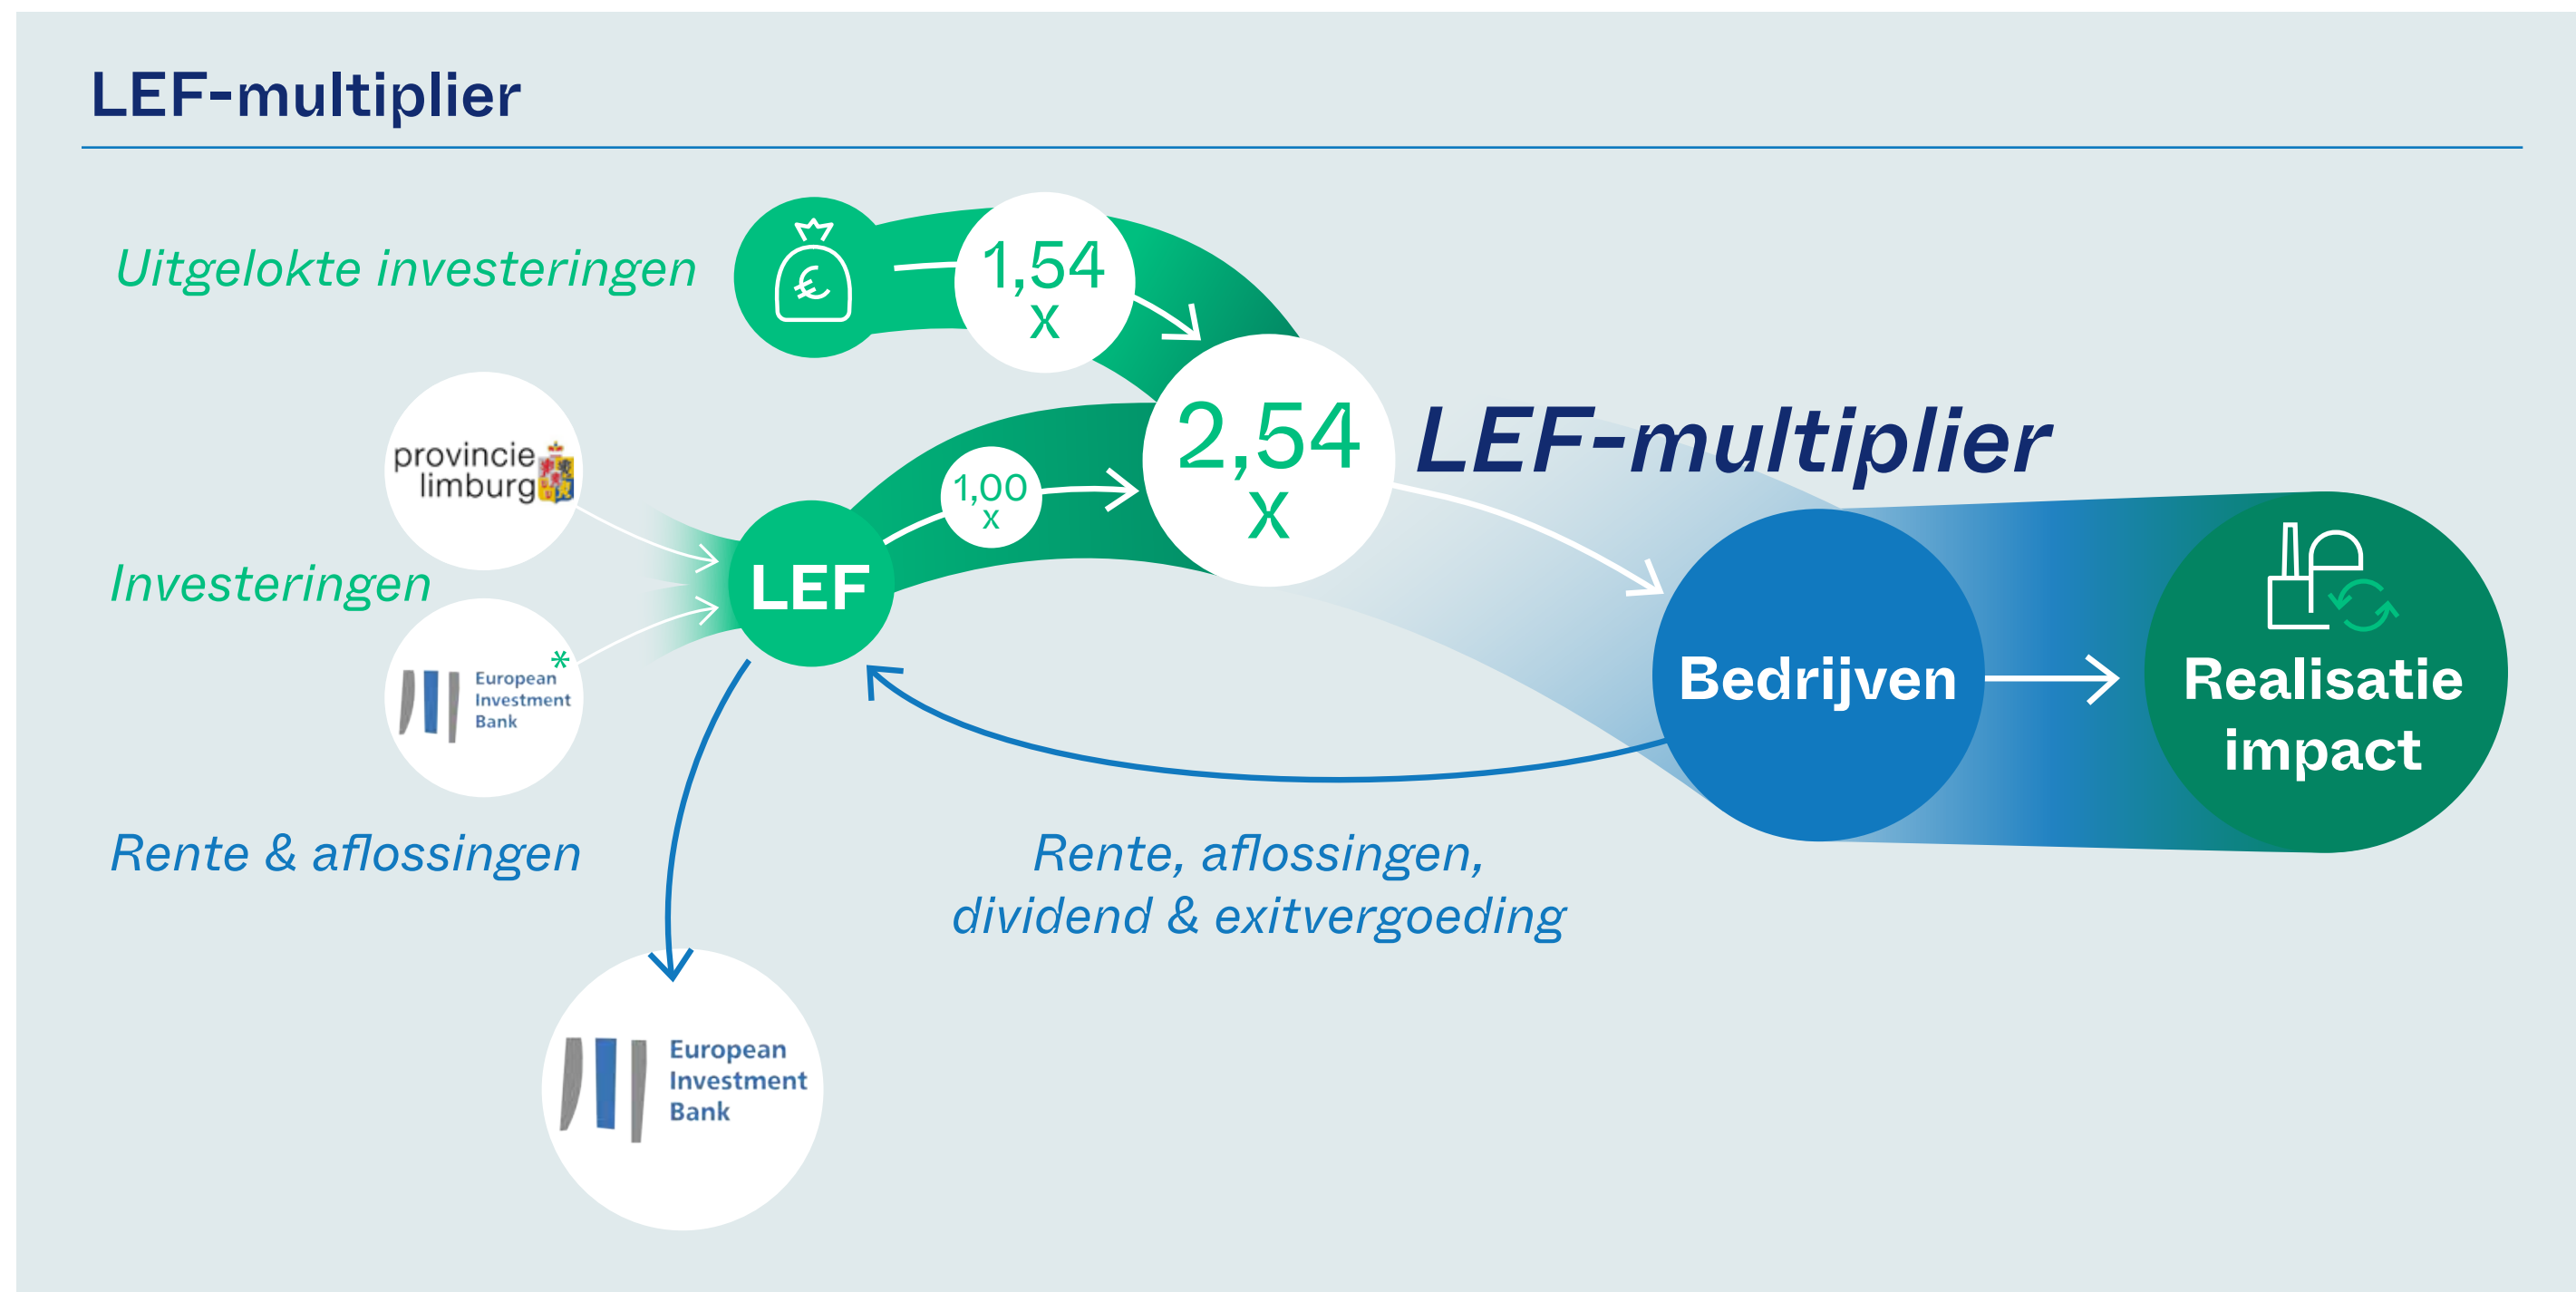 LEF-multiplier
Uitgelokte investeringen
€
1,54
x
provincie
limburg
1,00
x
2,54
x
LEF-multiplier
Investeringen
LEF
*
European
Investment
Bank
Bedrijven
Realisatie
impact
Rente & aflossingen
Rente, aflossingen,
dividend & exitvergoeding
European
Investment
Bank